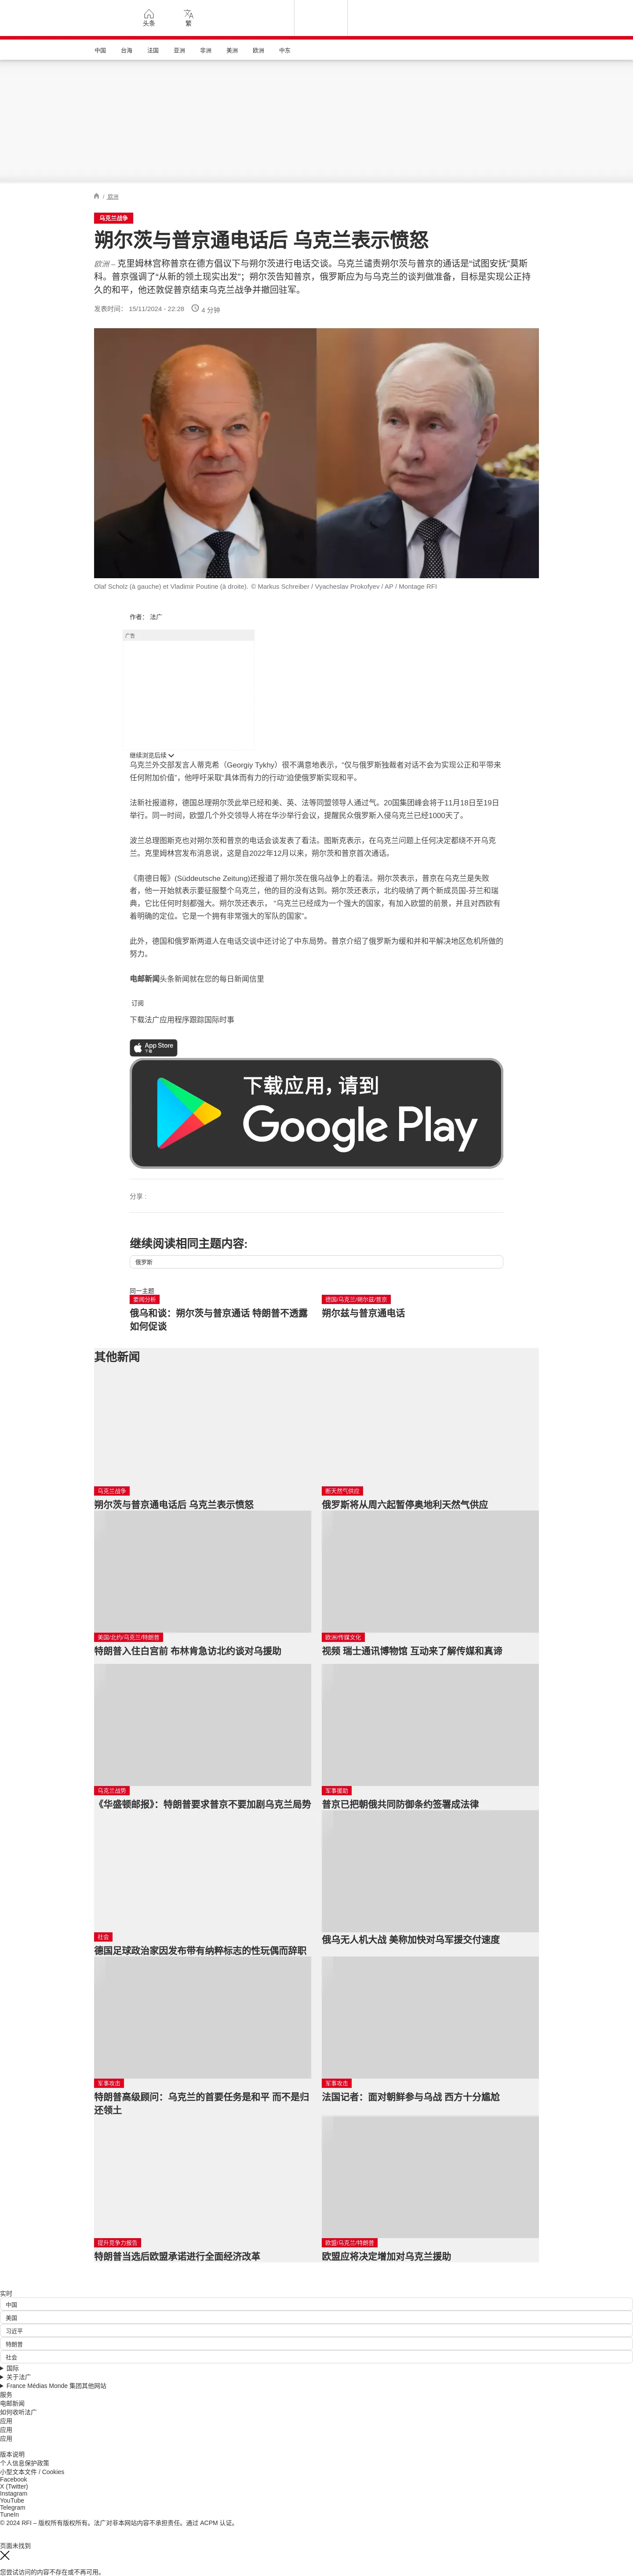 头条
繁
中国
台海
法国
亚洲
非洲
美洲
欧洲
中东
/ 欧洲
乌克兰战争
朔尔茨与普京通电话后 乌克兰表示愤怒
欧洲 – 克里姆林宫称普京在德方倡议下与朔尔茨进行电话交谈。乌克兰谴责朔尔茨与普京的通话是“试图安抚”莫斯
科。普京强调了“从新的领土现实出发”；朔尔茨告知普京，俄罗斯应为与乌克兰的谈判做准备，目标是实现公正持
久的和平，他还敦促普京结束乌克兰战争并撤回驻军。
发表时间： 15/11/2024 - 22:28
4 分钟
Olaf Scholz (à gauche) et Vladimir Poutine (à droite). © Markus Schreiber / Vyacheslav Prokofyev / AP / Montage RFI
作者： 法广
广告
继续浏览后续
乌克兰外交部发言人蒂克希（Georgiy Tykhy）很不满意地表示，“仅与俄罗斯独裁者对话不会为实现公正和平带来
任何附加价值”，他呼吁采取“具体而有力的行动”迫使俄罗斯实现和平。
法新社报道称，德国总理朔尔茨此举已经和美、英、法等同盟领导人通过气。20国集团峰会将于11月18日至19日
举行。同一时间，欧盟几个外交领导人将在华沙举行会议，提醒民众俄罗斯入侵乌克兰已经1000天了。
波兰总理图斯克也对朔尔茨和普京的电话会谈发表了看法。图斯克表示，在乌克兰问题上任何决定都绕不开乌克
兰。克里姆林宫发布消息说，这是自2022年12月以来，朔尔茨和普京首次通话。
《南德日報》(Süddeutsche Zeitung)还报道了朔尔茨在俄乌战争上的看法。朔尔茨表示，普京在乌克兰是失败
者，他一开始就表示要征服整个乌克兰，他的目的没有达到。朔尔茨还表示，北约吸纳了两个新成员国-芬兰和瑞
典，它比任何时刻都强大。朔尔茨还表示， “乌克兰已经成为一个强大的国家，有加入欧盟的前景，并且对西欧有
着明确的定位。它是一个拥有非常强大的军队的国家”。
此外，德国和俄罗斯两道人在电话交谈中还讨论了中东局势。普京介绍了俄罗斯为缓和并和平解决地区危机所做的
努力。
电邮新闻头条新闻就在您的每日新闻信里
订阅
下载法广应用程序跟踪国际时事
App Store
下载
下载应用，请到
Google Play
分享 :
继续阅读相同主题内容:
俄罗斯
同一主题
要闻分析
俄乌和谈：朔尔茨与普京通话 特朗普不透露
如何促谈
德国/乌克兰/朔尔兹/普京
朔尔兹与普京通电话
其他新闻
乌克兰战争
朔尔茨与普京通电话后 乌克兰表示愤怒
断天然气供应
俄罗斯将从周六起暂停奥地利天然气供应
美国/北约/乌克兰/特朗普
特朗普入住白宫前 布林肯急访北约谈对乌援助
欧洲/传媒文化
视频 瑞士通讯博物馆 互动来了解传媒和真谛
乌克兰战势
《华盛顿邮报》：特朗普要求普京不要加剧乌克兰局势
军事援助
普京已把朝俄共同防御条约签署成法律
社会
德国足球政治家因发布带有纳粹标志的性玩偶而辞职
俄乌无人机大战 美称加快对乌军援交付速度
军事攻击
特朗普高级顾问：乌克兰的首要任务是和平 而不是归
还领土
军事攻击
法国记者：面对朝鲜参与乌战 西方十分尴尬
提升竞争力报告
特朗普当选后欧盟承诺进行全面经济改革
欧盟/乌克兰/特朗普
欧盟应将决定增加对乌克兰援助
实时
中国
美国
习近平
特朗普
社会
国际
关于法广
France Médias Monde 集团其他网站
服务
电邮新闻
如何收听法广
应用
应用
应用
版本说明
个人信息保护政策
小型文本文件 / Cookies
Facebook
X (Twitter)
Instagram
YouTube
Telegram
TuneIn
© 2024 RFI – 版权所有版权所有。法广对非本网站内容不承担责任。通过 ACPM 认证。
页面未找到
您尝试访问的内容不存在或不再可用。